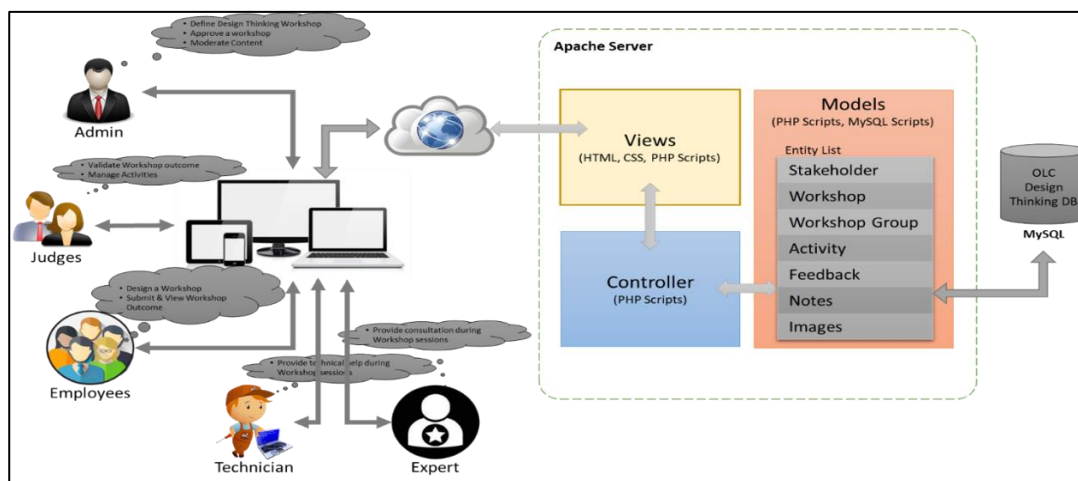 • Define Design Thinking Workshop
• Approve a workshop
• Moderate Content
Admin
• Validate Workshop outcome
• Manage Activities
Judges
• Design a Workshop
• Submit & View Workshop
Outcome
Employees
• Provide consultation during
Workshop sessions
• Provide technical help during
Workshop sessions
Technician
Expert
Apache Server
Views
(HTML, CSS, PHP Scripts)
Controller
(PHP Scripts)
Models
(PHP Scripts, MySQL Scripts)
Entity List
Stakeholder
Workshop
Workshop Group
Activity
Feedback
Notes
Images
OLC
Design
Thinking DB
MySQL